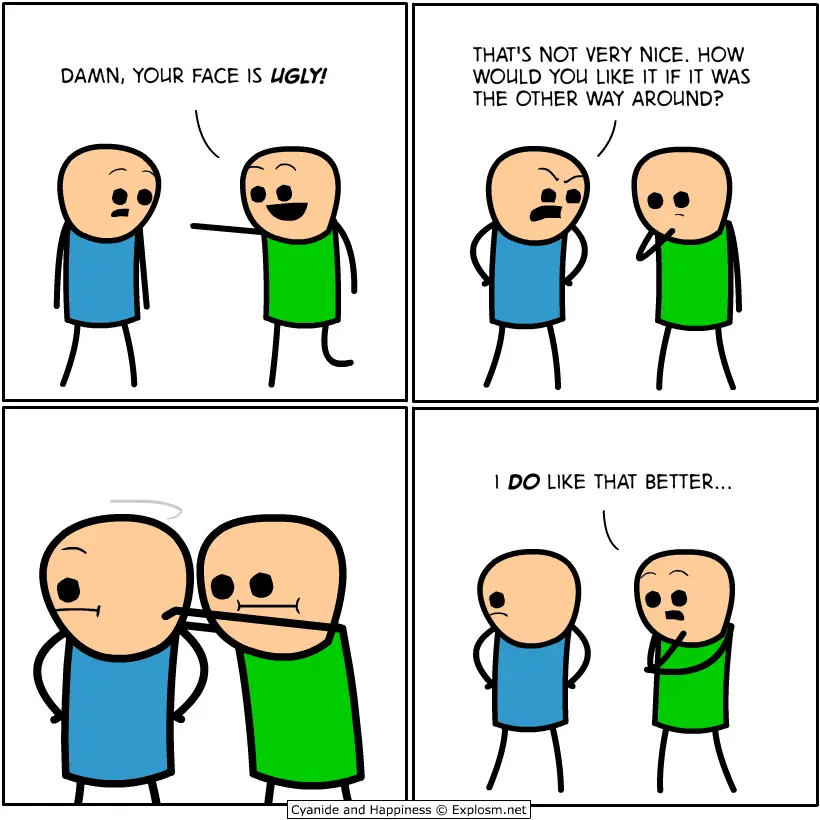 DAMN, YOUR FACE IS UGLY!
THAT'S NOT VERY NICE. HOW
WOULD YOU LIKE IT IF IT WAS
THE OTHER WAY AROUND?
I DO LIKE THAT BETTER...
Cyanide and Happiness © Explosm.net